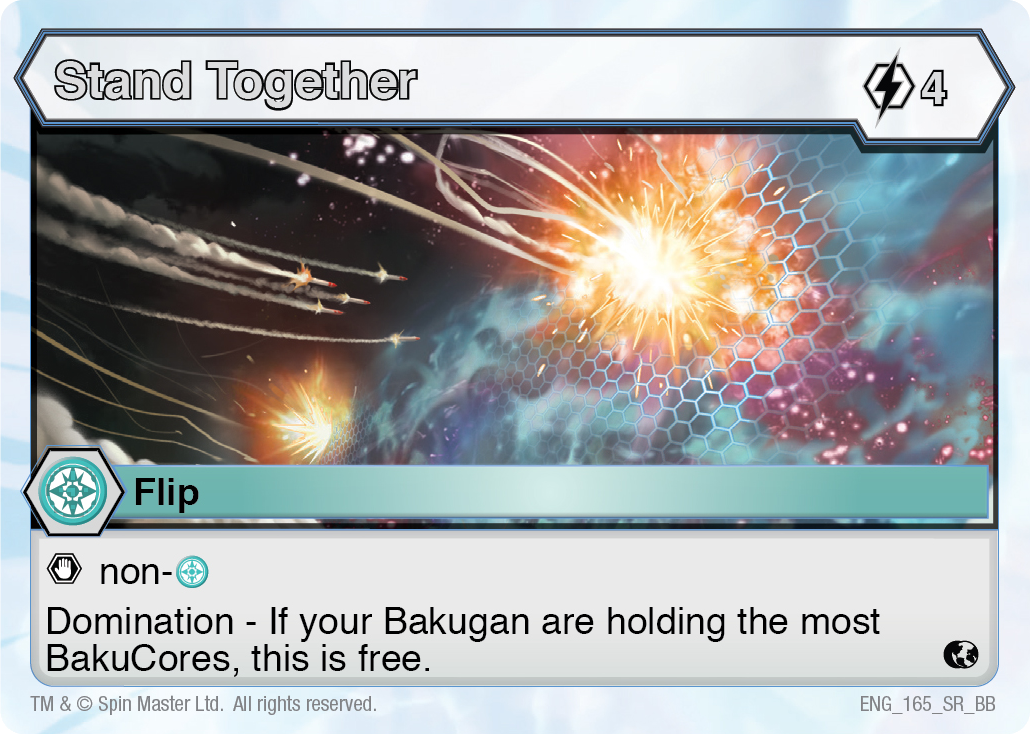 Stand Together
4
Flip
non-
Domination - If your Bakugan are holding the most
BakuCores, this is free.
TM & © Spin Master Ltd. All rights reserved.
ENG_165_SR_BB